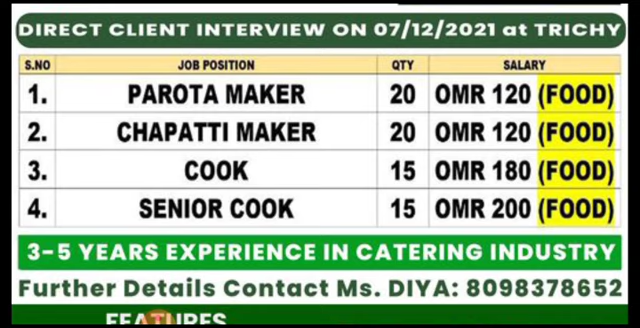 DIRECT CLIENT INTERVIEW ON 07/12/2021 at TRICHY
S.NO JOB POSITION QTY SALARY
1. PAROTA MAKER 20 OMR 120 (FOOD)
2. CHAPATTI MAKER 20 OMR 120 (FOOD)
3. COOK 15 OMR 180 (FOOD)
4. SENIOR COOK 15 OMR 200 (FOOD)
3-5 YEARS EXPERIENCE IN CATERING INDUSTRY
Further Details Contact Ms. DIYA: 8098378652
FEATURES